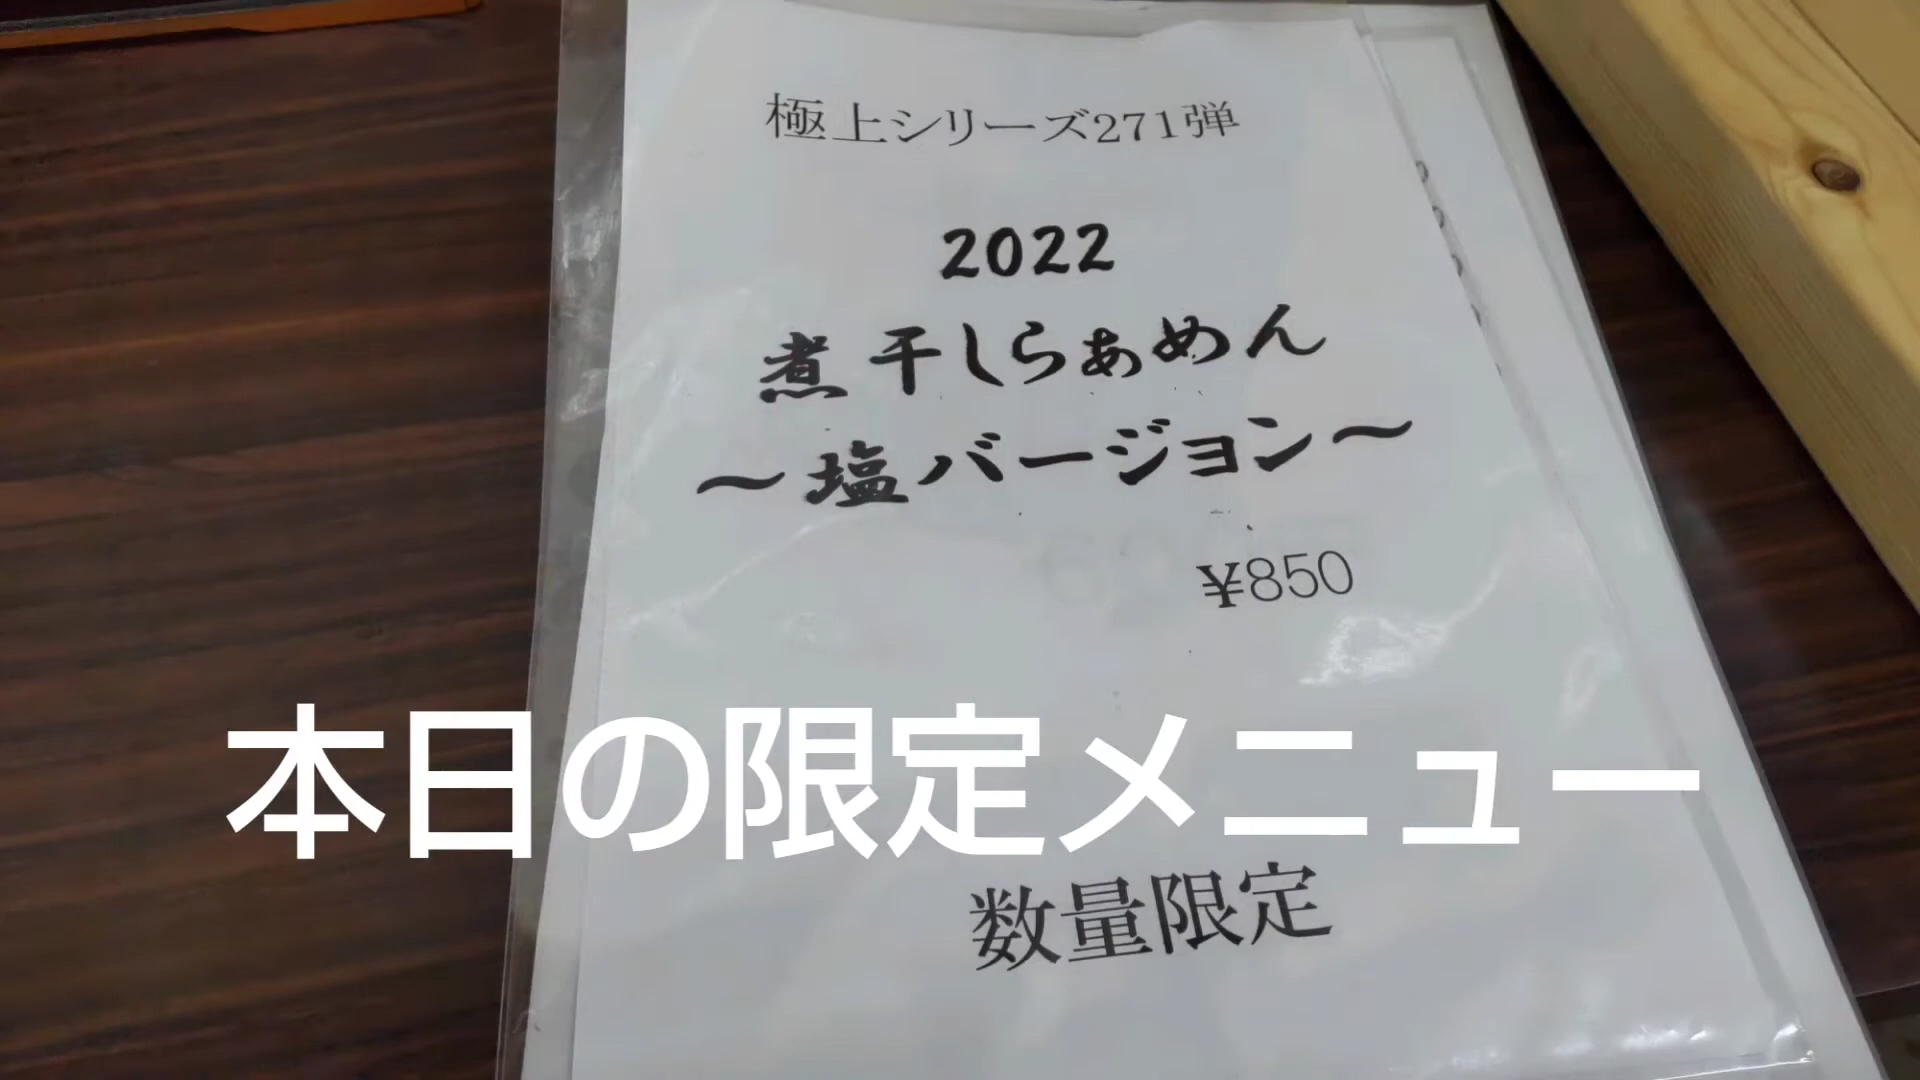 極上シリーズ271弾
2022
煮干しらぁめん
～塩バージョン～
¥850
本日の限定メニュー
数量限定